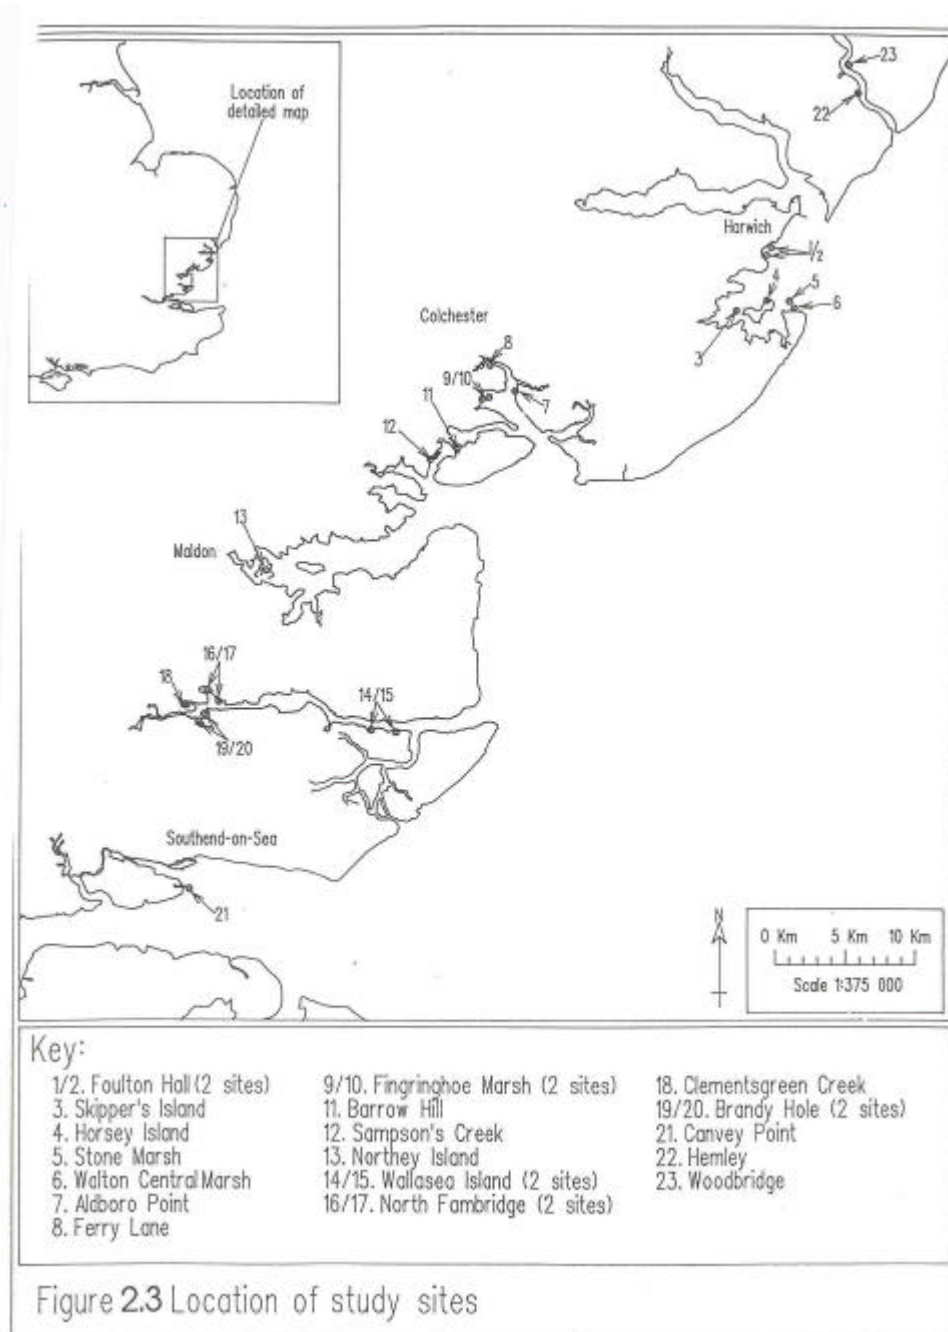 Location of
detailed map
23
22
Harwich
1/2
4
5
6
3
Colchester
8
9/10
7
11
12
13
Maldon
16/17
18
14/15
19/20
Southend-on-Sea
21
N
0 Km 5 Km 10 Km
Scale 1:375 000
Key:
1/2. Foulton Hall (2 sites)
3. Skipper's Island
4. Horsey Island
5. Stone Marsh
6. Walton Central Marsh
7. Aldboro Point
8. Ferry Lane
9/10. Fingringhoe Marsh (2 sites)
11. Barrow Hill
12. Sampson's Creek
13. Northey Island
14/15. Wallasea Island (2 sites)
16/17. North Fambridge (2 sites)
18. Clementsgreen Creek
19/20. Brandy Hole (2 sites)
21. Canvey Point
22. Hemley
23. Woodbridge
Figure 2.3 Location of study sites